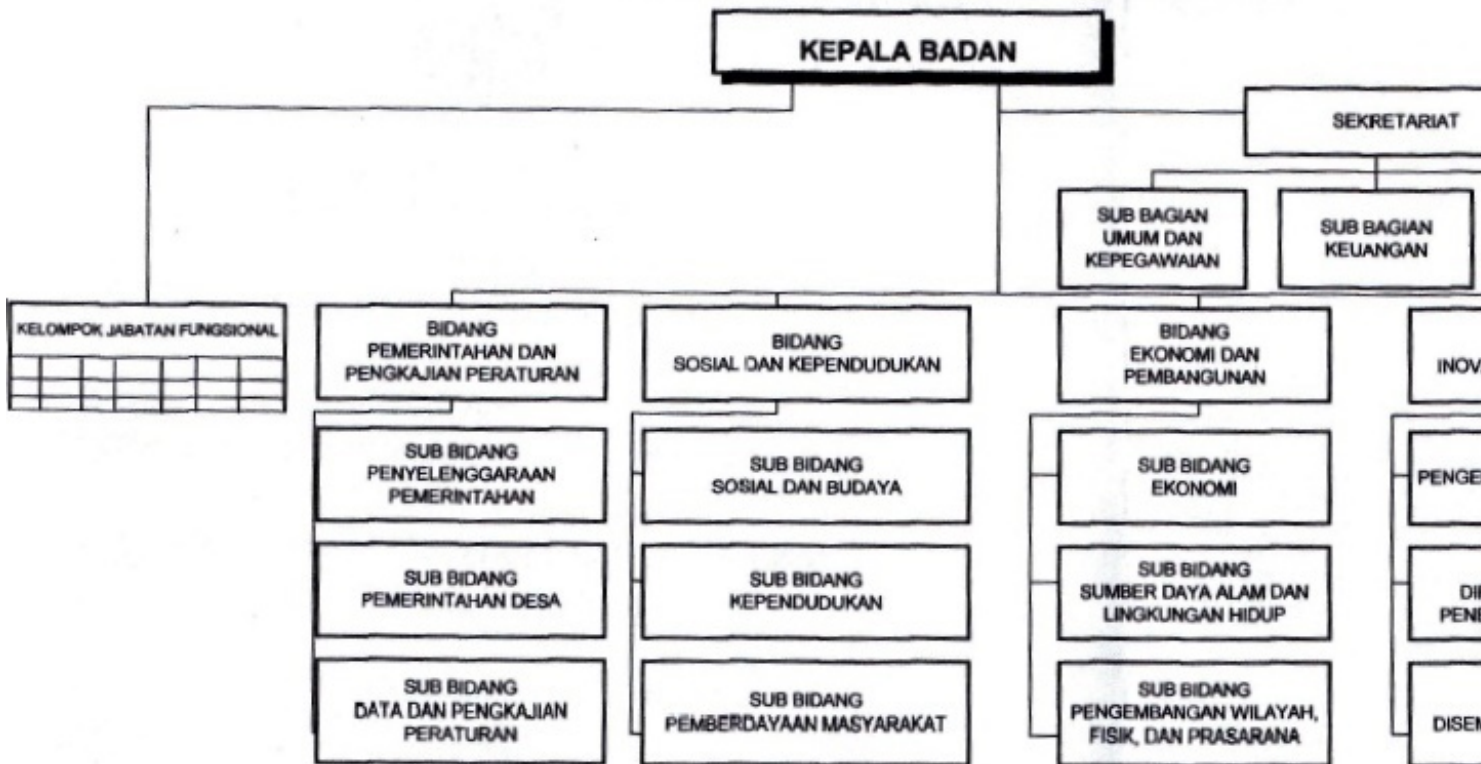 KEPALA BADAN
SEKRETARIAT
SUB BAGIAN
UMUM DAN
KEPEGAWAIAN
SUB BAGIAN
KEUANGAN
KELOMPOK JABATAN FUNGSIONAL
BIDANG
PEMERINTAHAN DAN
PENGKAJIAN PERATURAN
BIDANG
SOSIAL DAN KEPENDUDUKAN
BIDANG
EKONOMI DAN
PEMBANGUNAN
SUB BIDANG
PENYELENGGARAAN
PEMERINTAHAN
SUB BIDANG
SOSIAL DAN BUDAYA
SUB BIDANG
EKONOMI
SUB BIDANG
PEMERINTAHAN DESA
SUB BIDANG
KEPENDUDUKAN
SUB BIDANG
SUMBER DAYA ALAM DAN
LINGKUNGAN HIDUP
SUB BIDANG
DATA DAN PENGKAJIAN
PERATURAN
SUB BIDANG
PEMBERDAYAAN MASYARAKAT
SUB BIDANG
PENGEMBANGAN WILAYAH,
FISIK, DAN PRASARANA